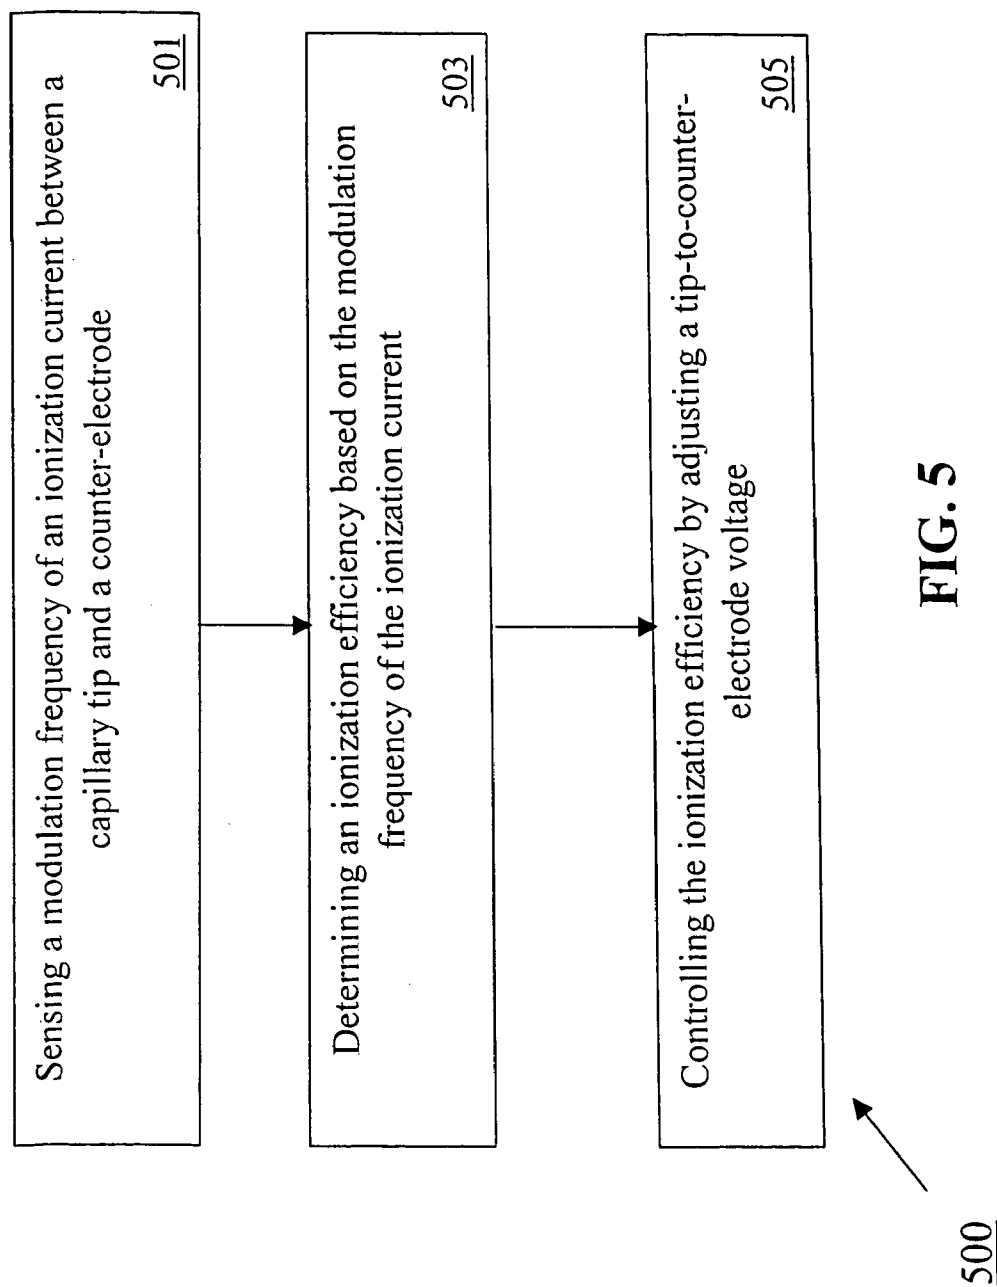 Sensing a modulation frequency of an ionization current between a
capillary tip and a counter-electrode
501
Determining an ionization efficiency based on the modulation
frequency of the ionization current
503
Controlling the ionization efficiency by adjusting a tip-to-counter-
electrode voltage
505
500
FIG. 5